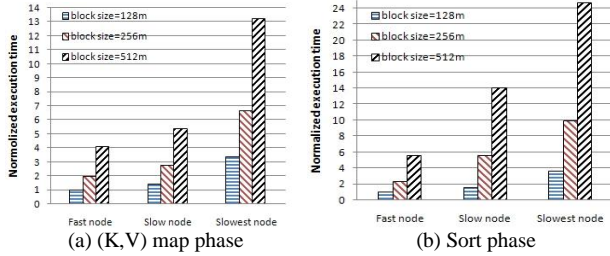 Normolized execution time
14
13
12
11
10
9
8
7
6
5
4
3
2
1
0
block size=128m
block size=256m
block size=512m
Fast node Slow node Slowest node
(a) (K,V) map phase
Normalized execution time
24
22
20
18
16
14
12
10
8
6
4
2
0
block size=128m
block size=256m
block size=512m
Fast node Slow node Slowest node
(b) Sort phase